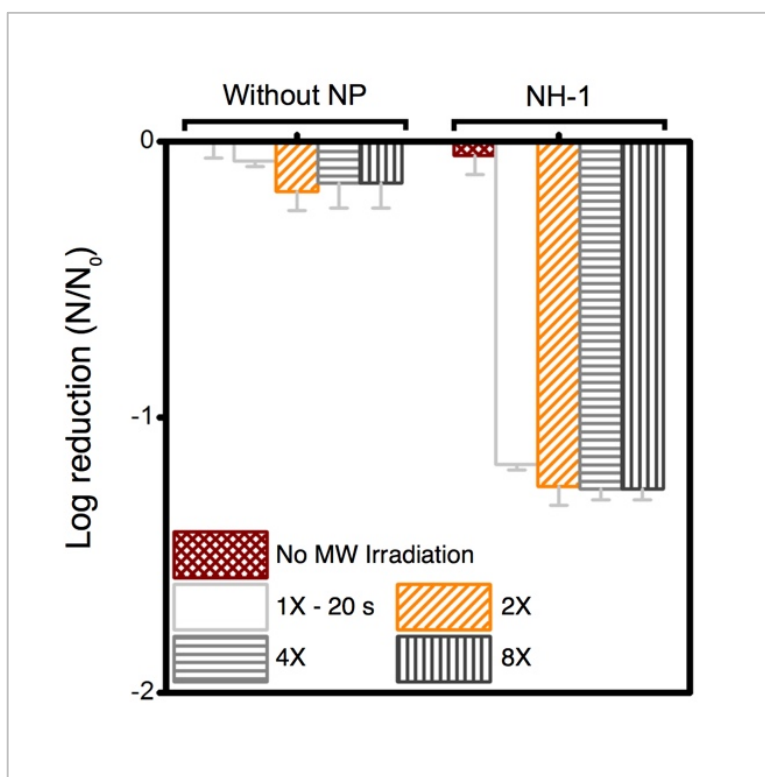 Without NP NH-1
0
-1
-2
Log reduction (N/N₀)
No MW Irradiation
1X - 20 s 2X
4X 8X